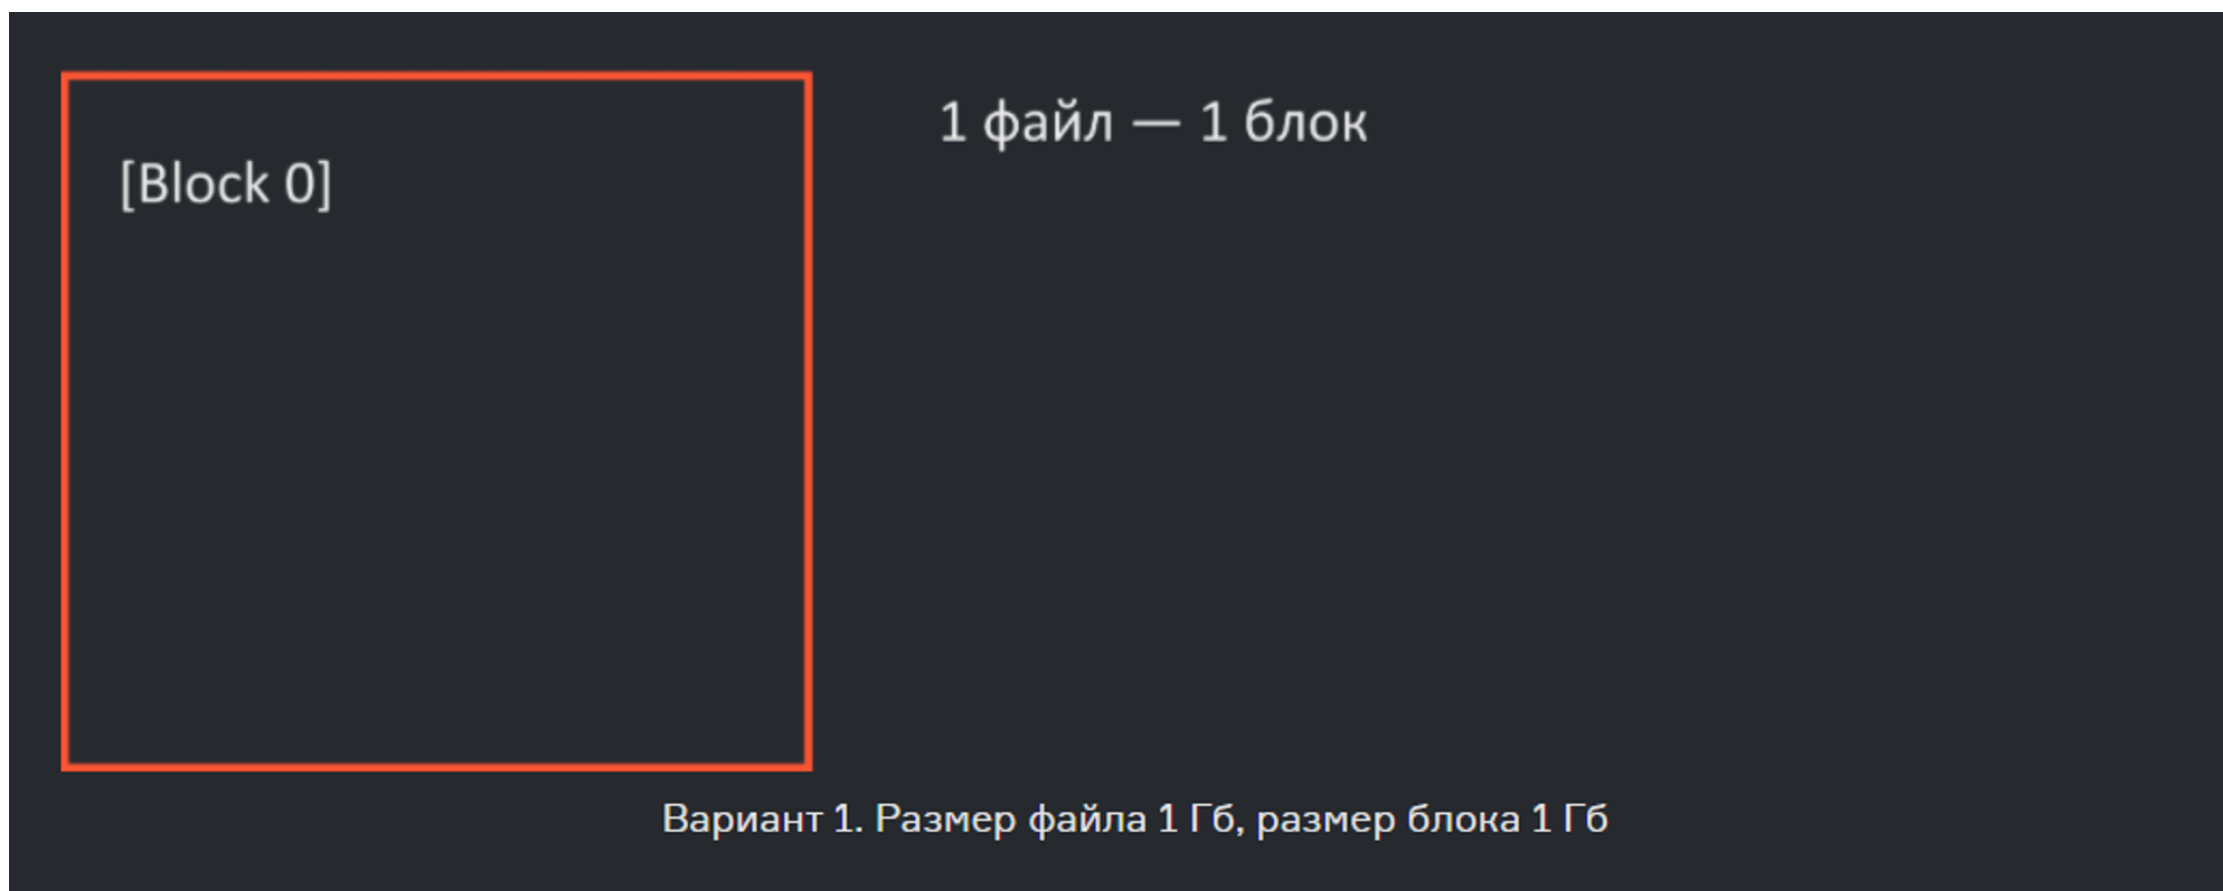 [Block 0]
1 файл — 1 блок
Вариант 1. Размер файла 1 Гб, размер блока 1 Гб